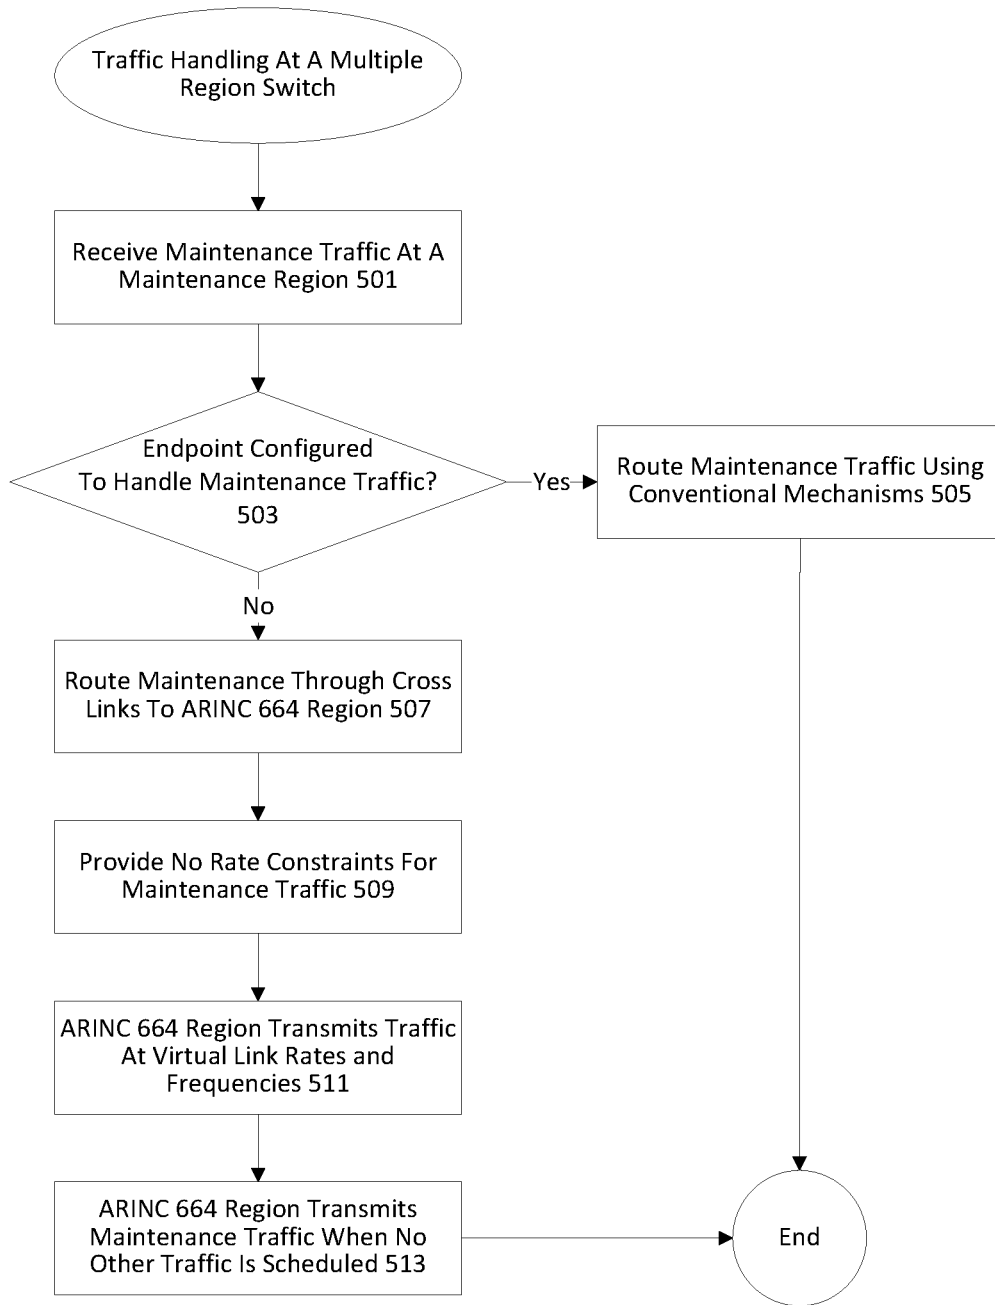 Traffic Handling At A Multiple
Region Switch
Receive Maintenance Traffic At A
Maintenance Region 501
Endpoint Configured
To Handle Maintenance Traffic?
503
Yes
Route Maintenance Traffic Using
Conventional Mechanisms 505
No
Route Maintenance Through Cross
Links To ARINC 664 Region 507
Provide No Rate Constraints For
Maintenance Traffic 509
ARINC 664 Region Transmits Traffic
At Virtual Link Rates and
Frequencies 511
ARINC 664 Region Transmits
Maintenance Traffic When No
Other Traffic Is Scheduled 513
End